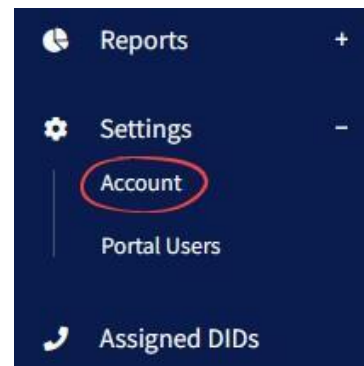 Reports +
Settings −
Account
Portal Users
Assigned DIDs